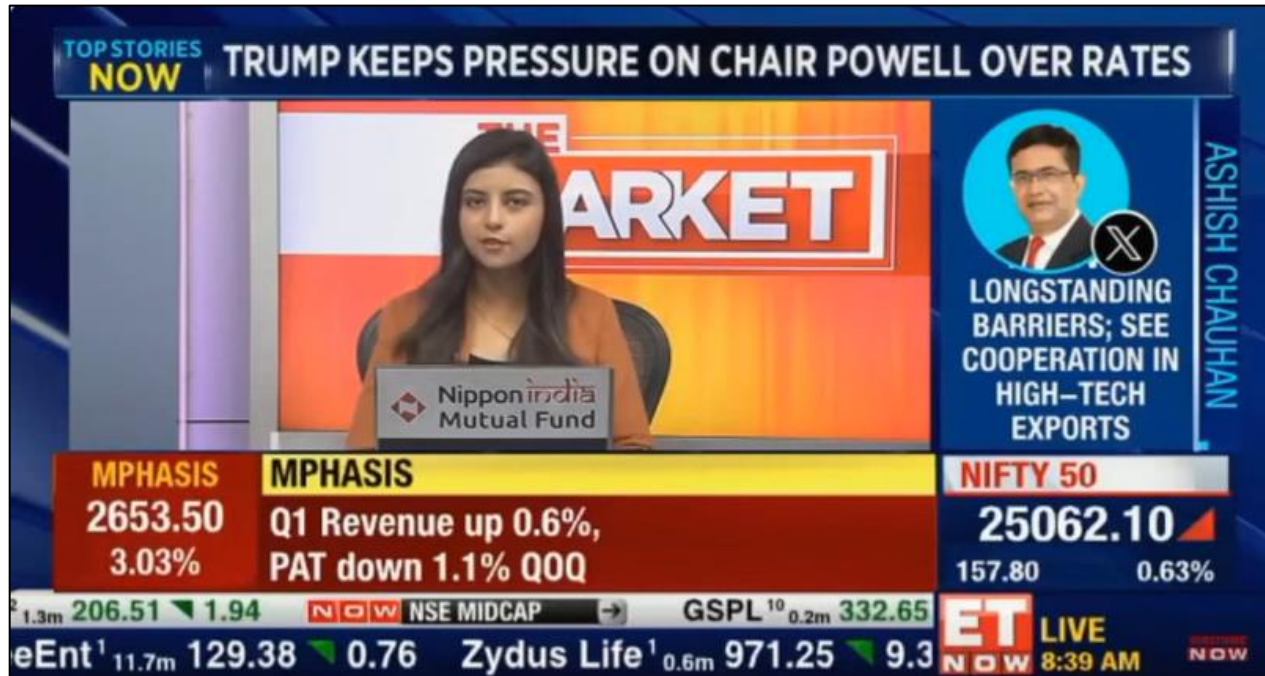 TOP STORIES
NOW
TRUMP KEEPS PRESSURE ON CHAIR POWELL OVER RATES
THE
ARKET
Nippon india
Mutual Fund
X
LONGSTANDING
BARRIERS; SEE
COOPERATION IN
HIGH-TECH
EXPORTS
ASHISH CHAUHAN
MPHASIS
2653.50
3.03%
MPHASIS
Q1 Revenue up 0.6%,
PAT down 1.1% QOQ
NIFTY 50
25062.10
157.80 0.63%
1.3m 206.51 1.94 NOW NSE MIDCAP GSPL 10 0.2m 332.65
eEnt 1 11.7m 129.38 0.76 Zydus Life 1 0.6m 971.25 9.3
ET
NOW
LIVE
8:39 AM
NOW